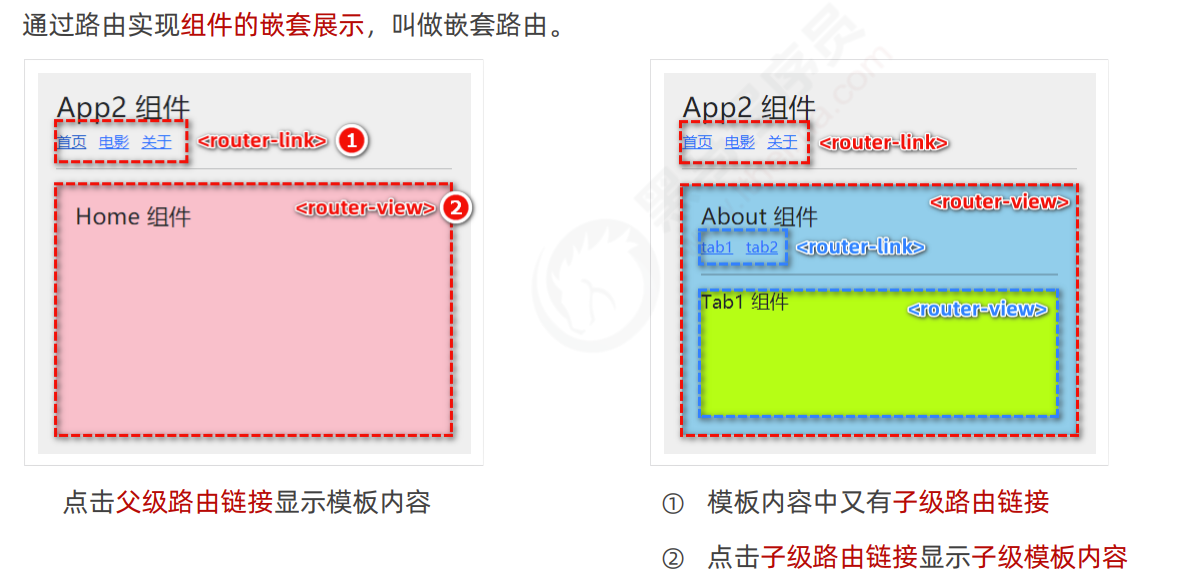 通过路由实现组件的嵌套展示，叫做嵌套路由。
App2 组件
首页 电影 关于 <router-link> 1
Home 组件 <router-view> 2
点击父级路由链接显示模板内容
App2 组件
首页 电影 关于 <router-link>
<router-view>
About 组件
tab1 tab2 <router-link>
Tab1 组件 <router-view>
① 模板内容中又有子级路由链接
② 点击子级路由链接显示子级模板内容